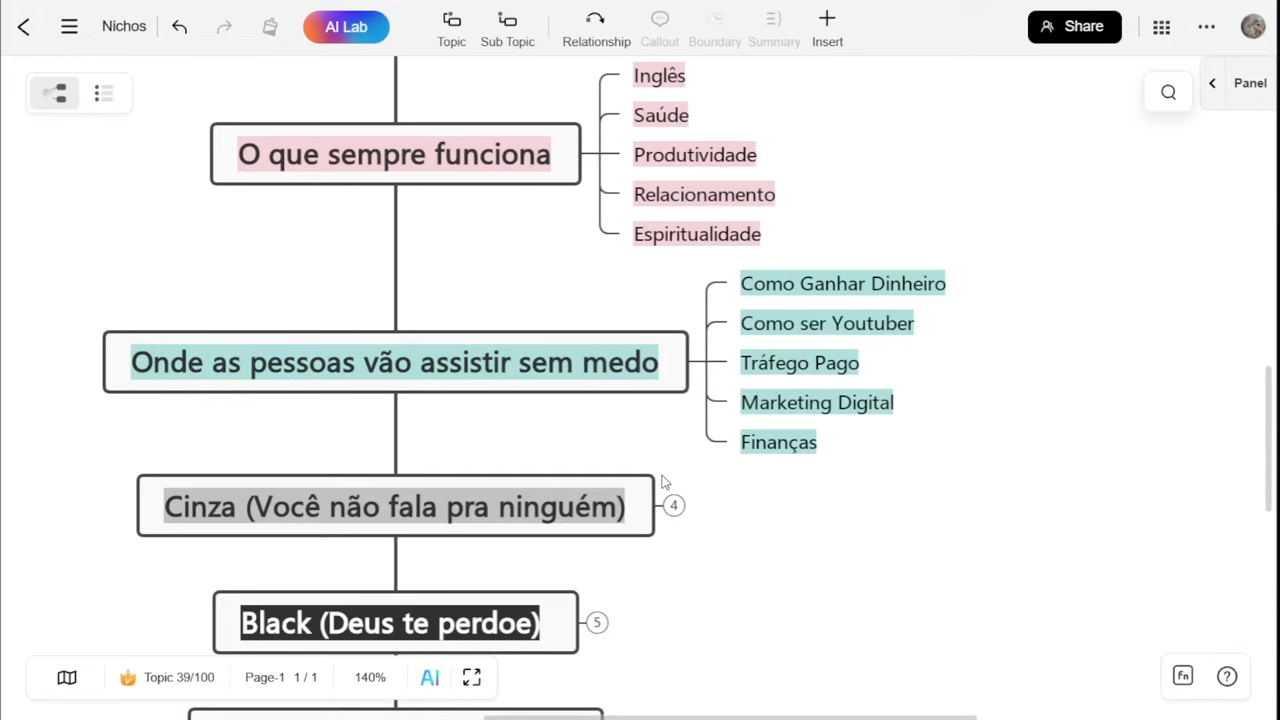 Nichos
AI Lab
Topic
Sub Topic
Relationship
Callout
Boundary
Summary
Insert
Share
Panel
O que sempre funciona
Inglês
Saúde
Produtividade
Relacionamento
Espiritualidade
Onde as pessoas vão assistir sem medo
Como Ganhar Dinheiro
Como ser Youtuber
Tráfego Pago
Marketing Digital
Finanças
Cinza (Você não fala pra ninguém)
4
Black (Deus te perdoe)
5
Topic 39/100
Page-1 1 / 1
140%
AI
Fn
?